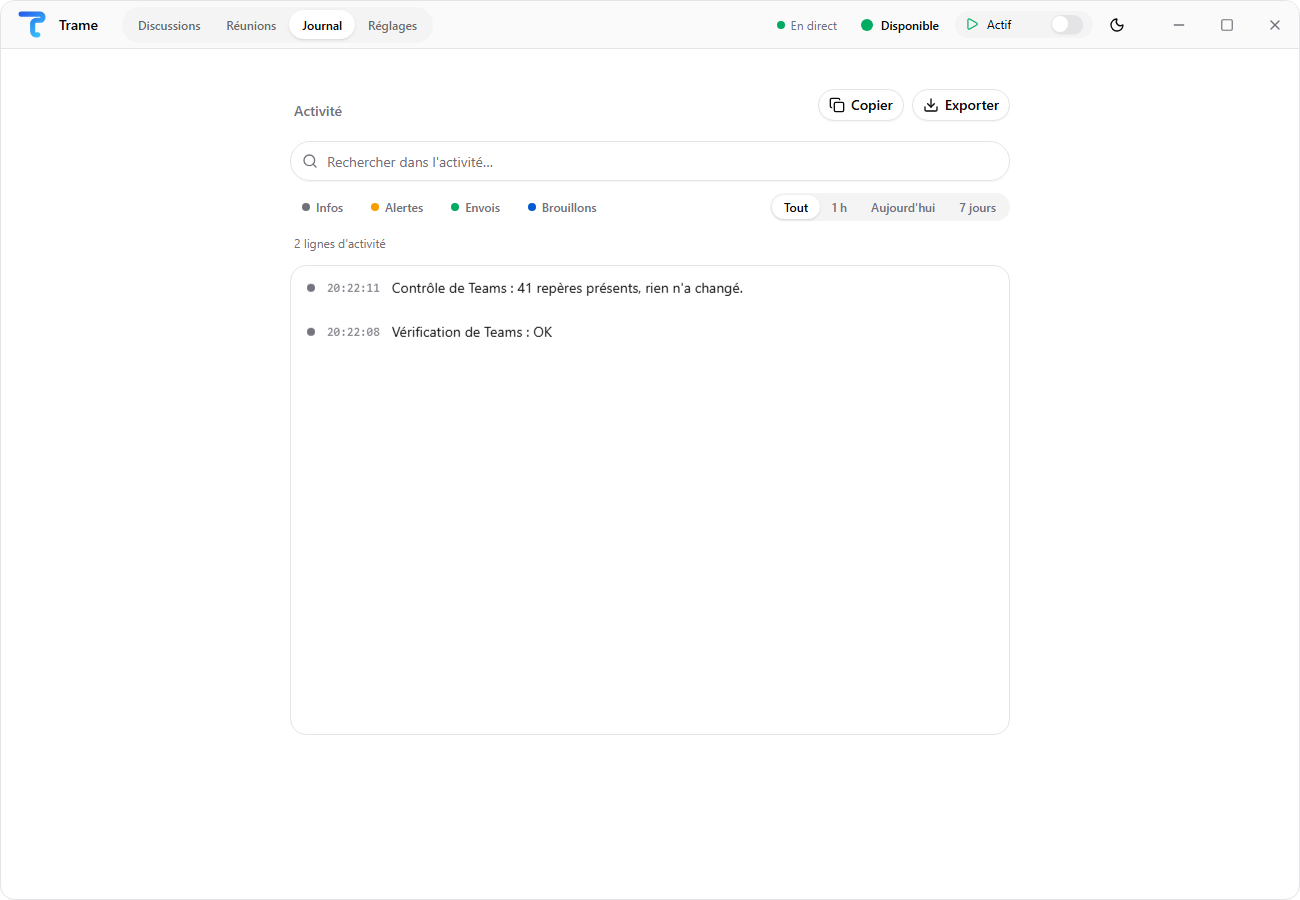 Trame Discussions Réunions Journal Réglages En direct Disponible Actif
Activité Copier Exporter
Rechercher dans l'activité...
Infos Alertes Envois Brouillons Tout 1 h Aujourd'hui 7 jours
2 lignes d'activité
20:22:11 Contrôle de Teams : 41 repères présents, rien n'a changé.
20:22:08 Vérification de Teams : OK